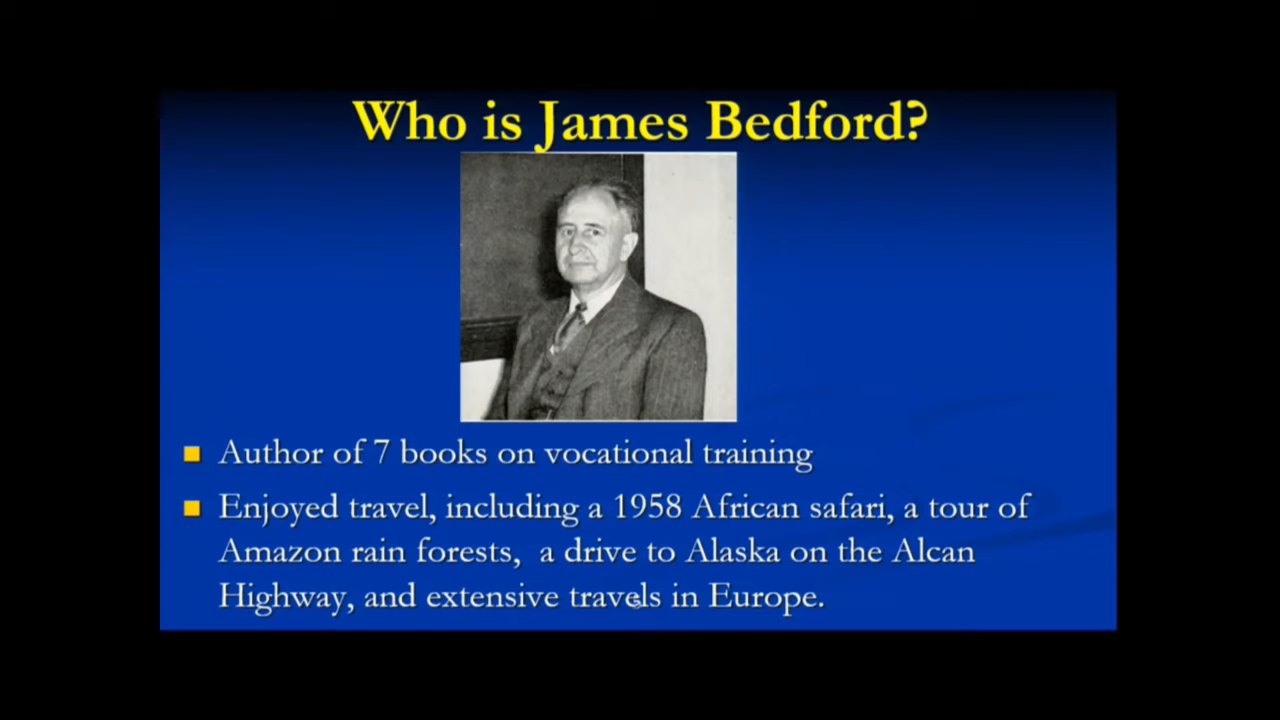 Who is James Bedford?
Author of 7 books on vocational training
Enjoyed travel, including a 1958 African safari, a tour of
Amazon rain forests, a drive to Alaska on the Alcan
Highway, and extensive travels in Europe.